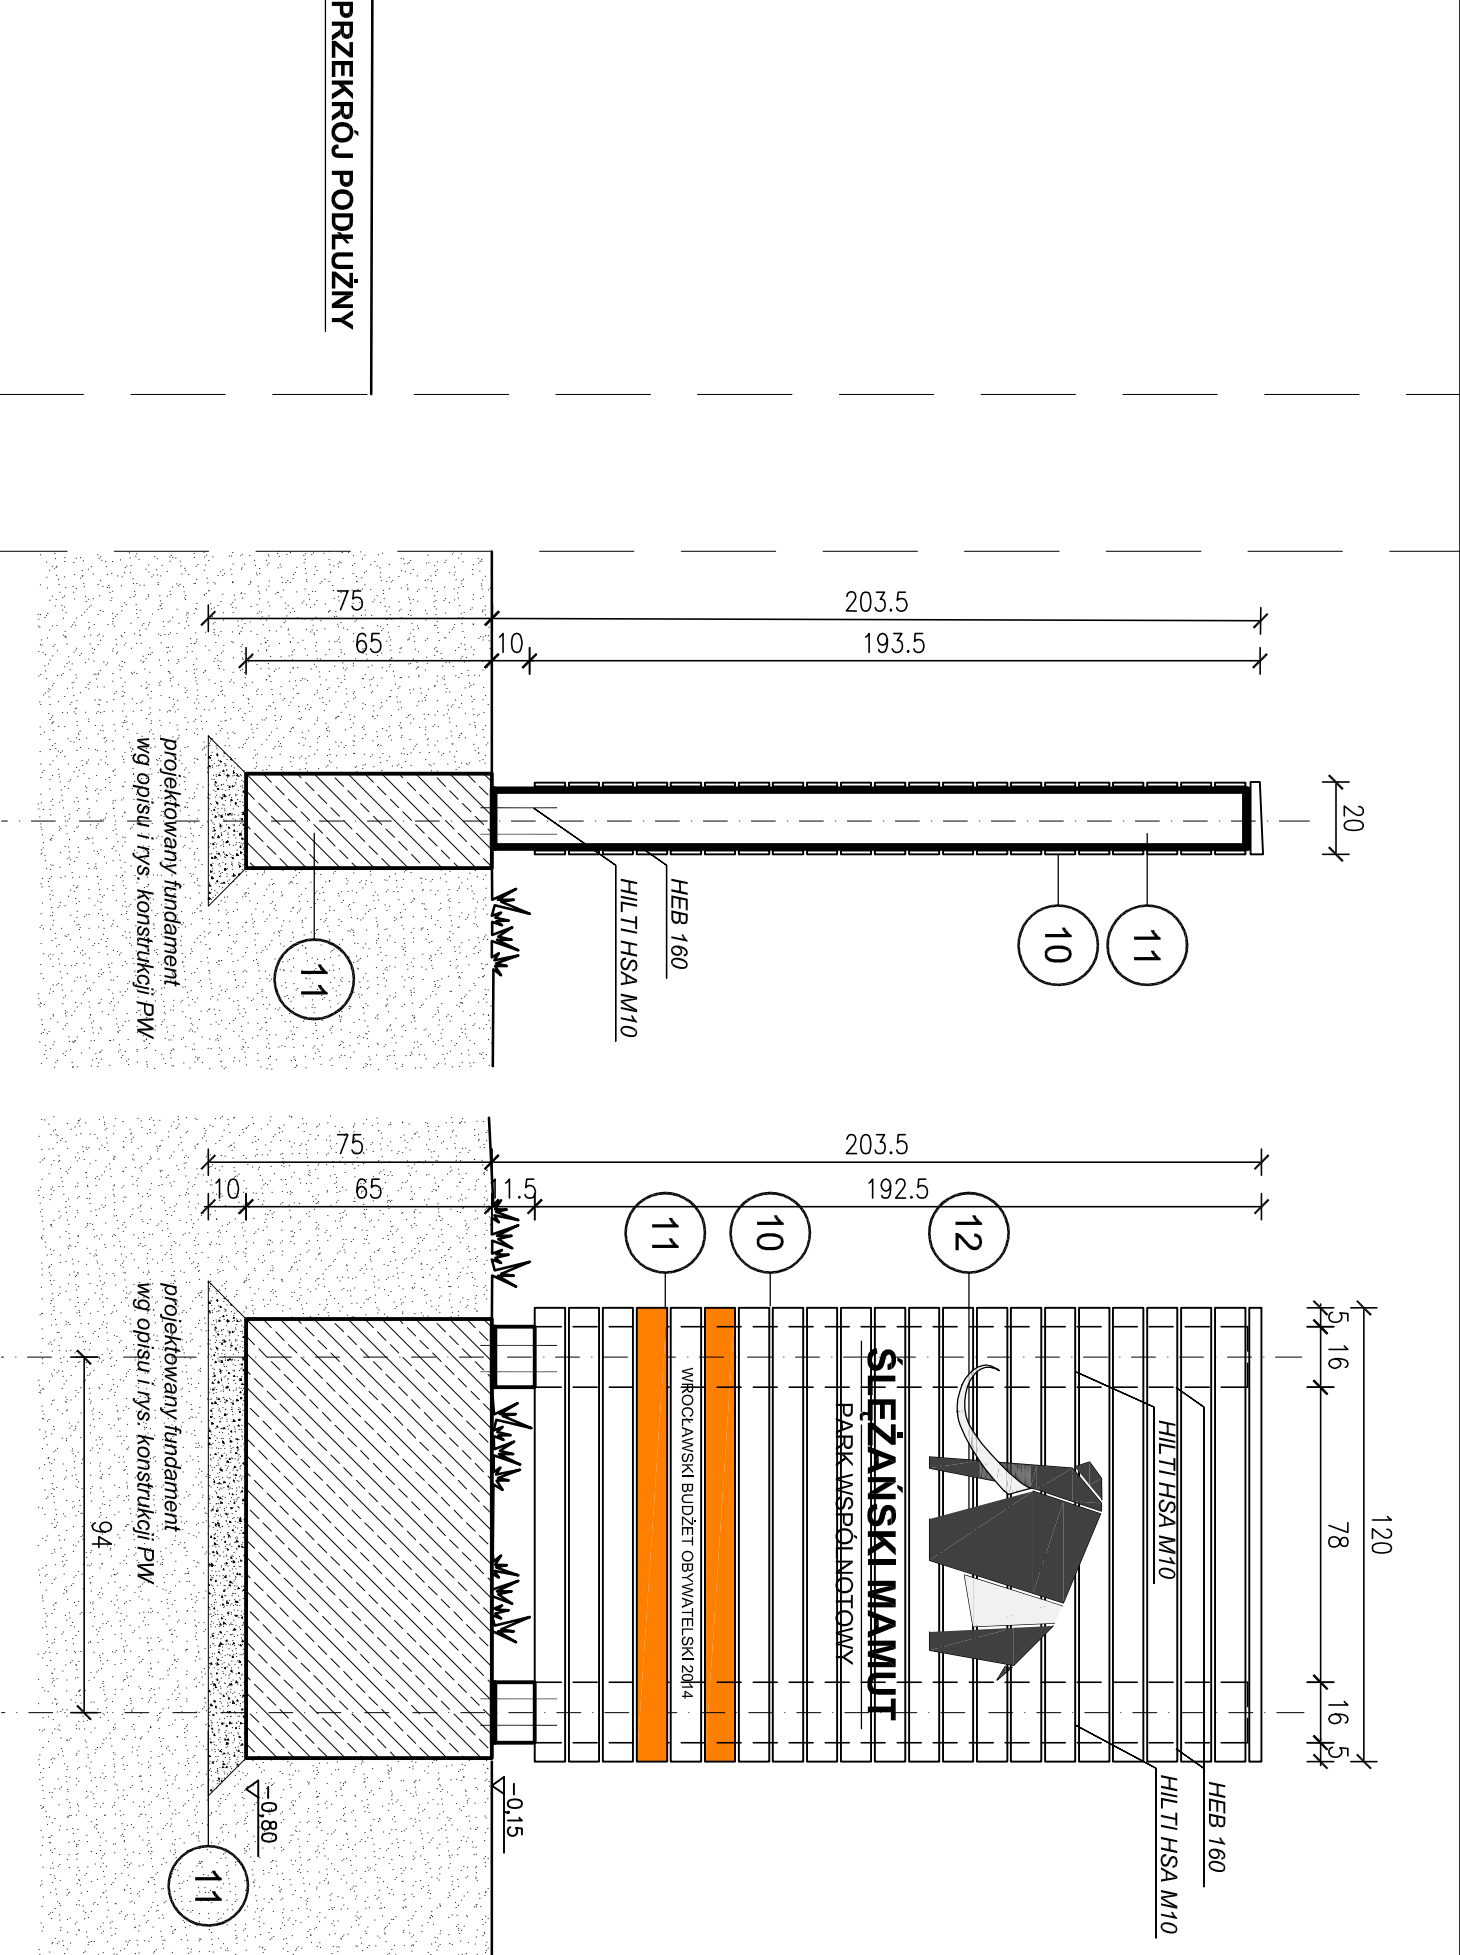 PRZEKRÓJ PODŁUŻNY
20
203.5
193.5
10
75
65
11
10
HEB 160
HILTI HSA M10
11
projektowany fundament
wg opisu i rys. konstrukcji PW
120
5
16
78
16
5
203.5
192.5
11.5
75
65
10
12
10
11
HILTI HSA M10
HEB 160
HILTI HSA M10
ŚLĘŻAŃSKI MAMUT
PARK WSPÓLNOTOWY
WROCŁAWSKI BUDŻET OBYWATELSKI 2014
-0,15
-0,80
11
projektowany fundament
wg opisu i rys. konstrukcji PW
94